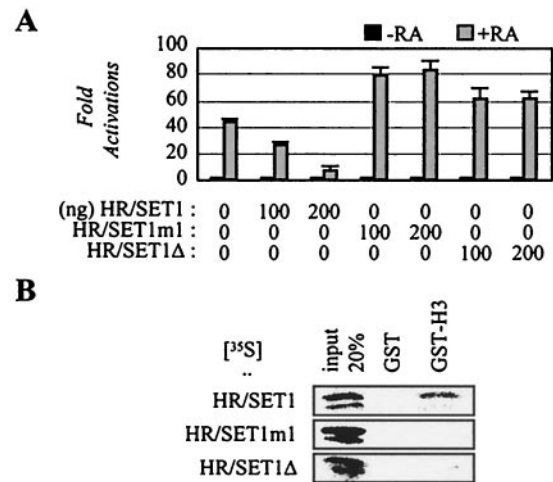 A
-RA +RA
Fold Activations
100
80
60
40
20
0
(ng) HR/SET1 : 0 100 200 0 0 0 0
HR/SET1m1 : 0 0 0 100 200 0 0
HR/SET1Δ : 0 0 0 0 0 100 200
B
[³⁵S]
..
input 20% GST GST-H3
HR/SET1
HR/SET1m1
HR/SET1Δ